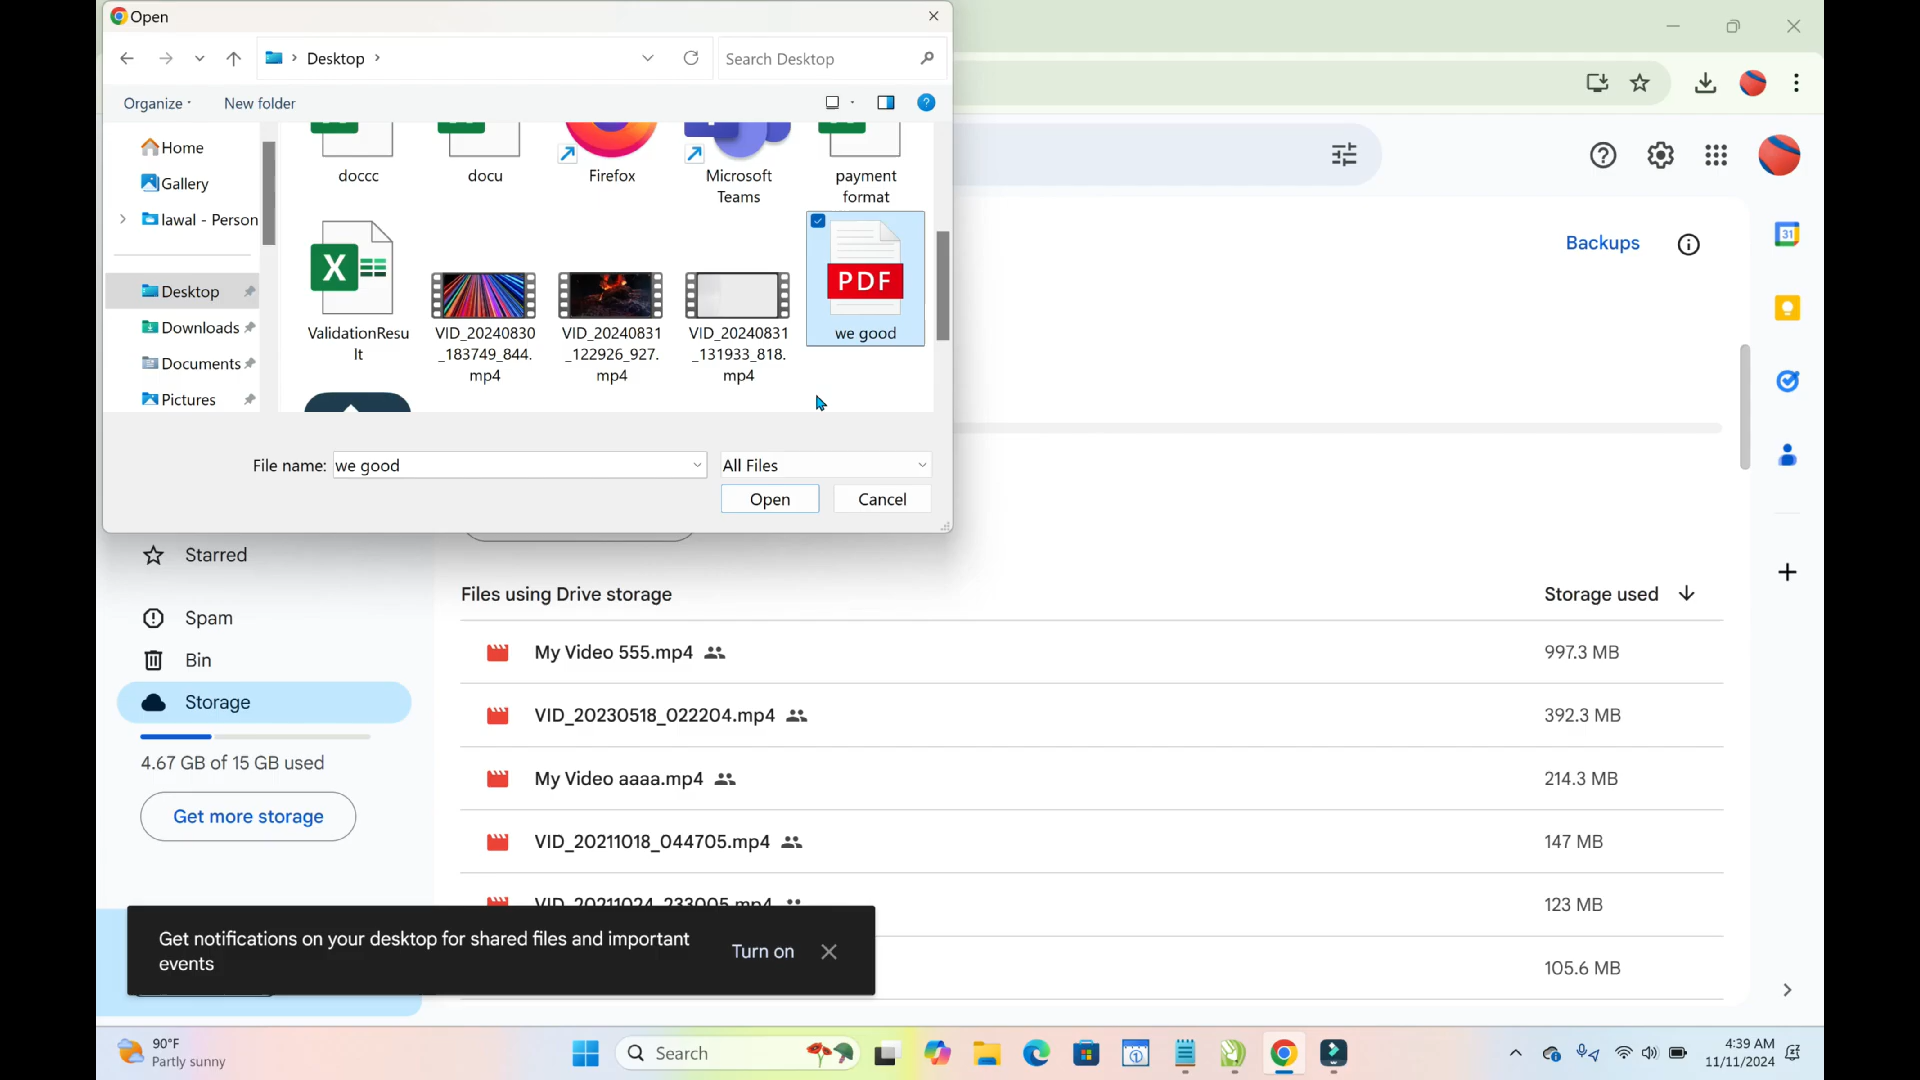 Open
Desktop
Search Desktop
Organize
New folder
Home
Gallery
lawal - Person
Desktop
Downloads
Documents
Pictures
doccc
docu
Firefox
Microsoft
Teams
payment
format
X
ValidationResu
lt
VID_20240830
_183749_844.
mp4
VID_20240831
_122926_927.
mp4
VID_20240831
_131933_818.
mp4
PDF
we good
File name:
we good
All Files
Open
Cancel
Backups
31
Starred
Spam
Bin
Storage
4.67 GB of 15 GB used
Get more storage
Files using Drive storage
Storage used
My Video 555.mp4
997.3 MB
VID_20230518_022204.mp4
392.3 MB
My Video aaaa.mp4
214.3 MB
VID_20211018_044705.mp4
147 MB
VID_20211024_233005.mp4
123 MB
105.6 MB
Get notifications on your desktop for shared files and important
events
Turn on
90°F
Partly sunny
Search
4:39 AM
11/11/2024